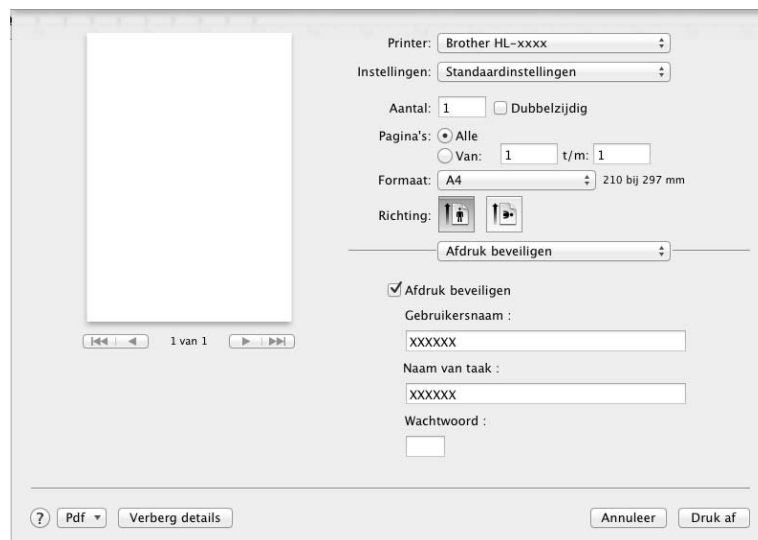 Printer: Brother HL-xxxx
Instellingen: Standaardinstellingen
Aantal: 1 Dubbelzijdig
Pagina's: Alle
Van: 1 t/m: 1
Formaat: A4 210 bij 297 mm
Richting:
Afdruk beveiligen
Afdruk beveiligen
Gebruikersnaam :
XXXXXX
Naam van taak :
XXXXXX
Wachtwoord :
1 van 1
? Pdf Verberg details Annuleer Druk af